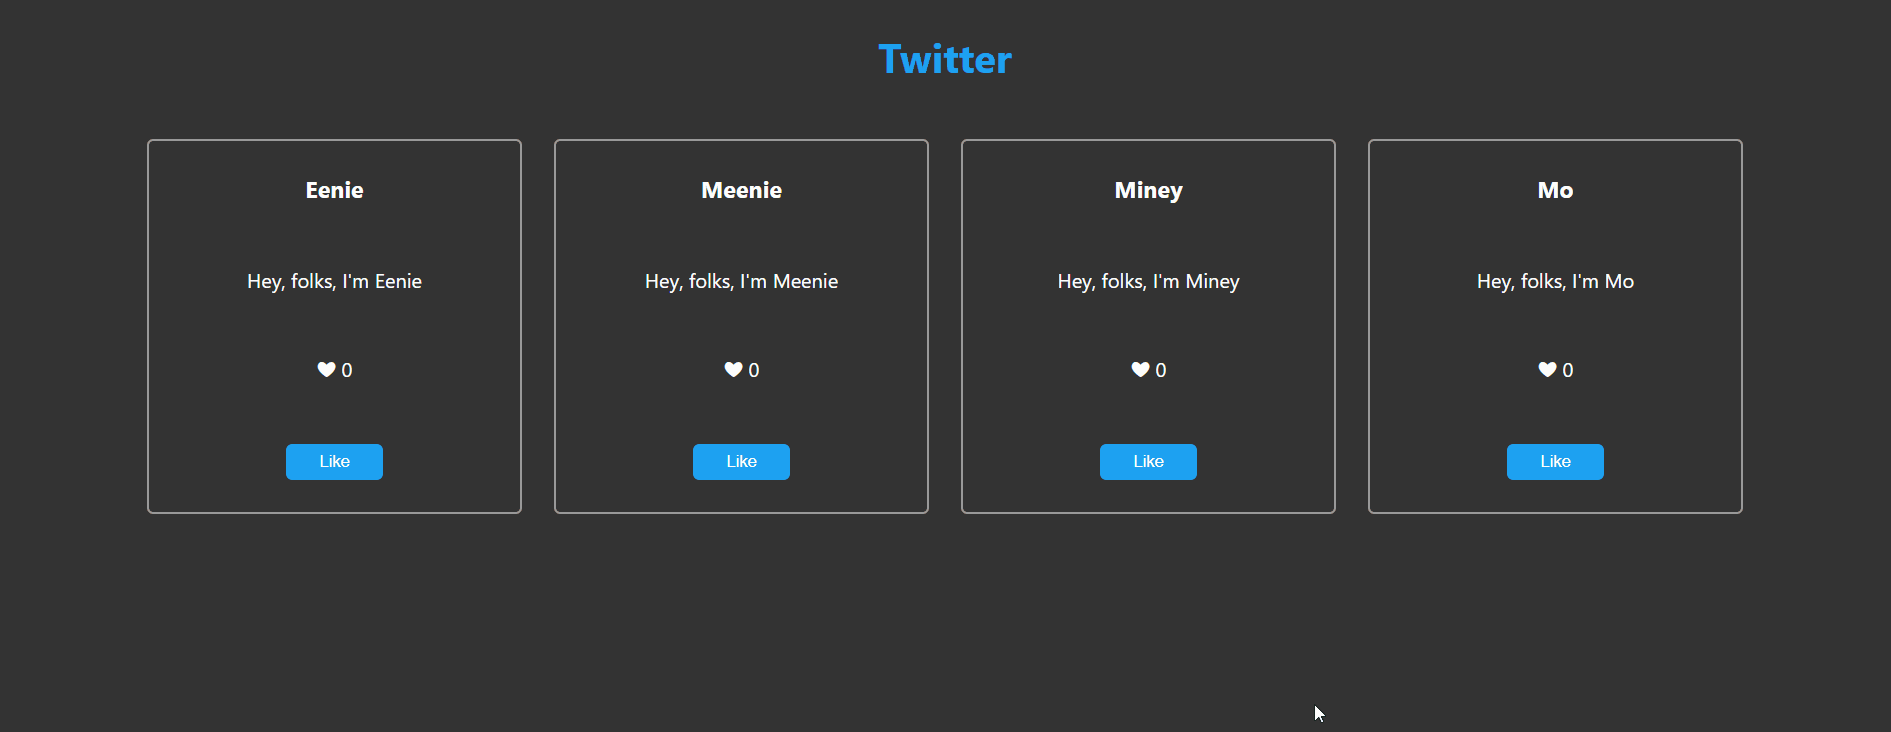 Twitter
Eenie
Hey, folks, I'm Eenie
0
Like
Meenie
Hey, folks, I'm Meenie
0
Like
Miney
Hey, folks, I'm Miney
0
Like
Mo
Hey, folks, I'm Mo
0
Like